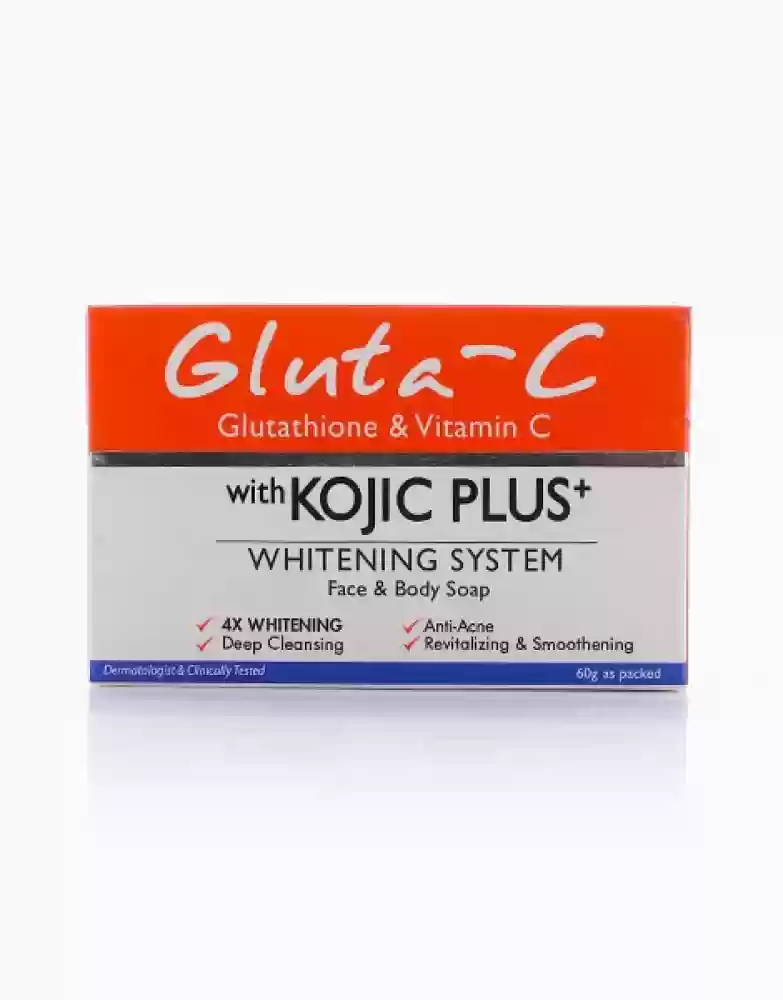 Gluta-C
Glutathione & Vitamin C
with KOJIC PLUS+
WHITENING SYSTEM
Face & Body Soap
4X WHITENING
Deep Cleansing
Anti-Acne
Revitalizing & Smoothening
Dermatologist & Clinically Tested
60g as packed